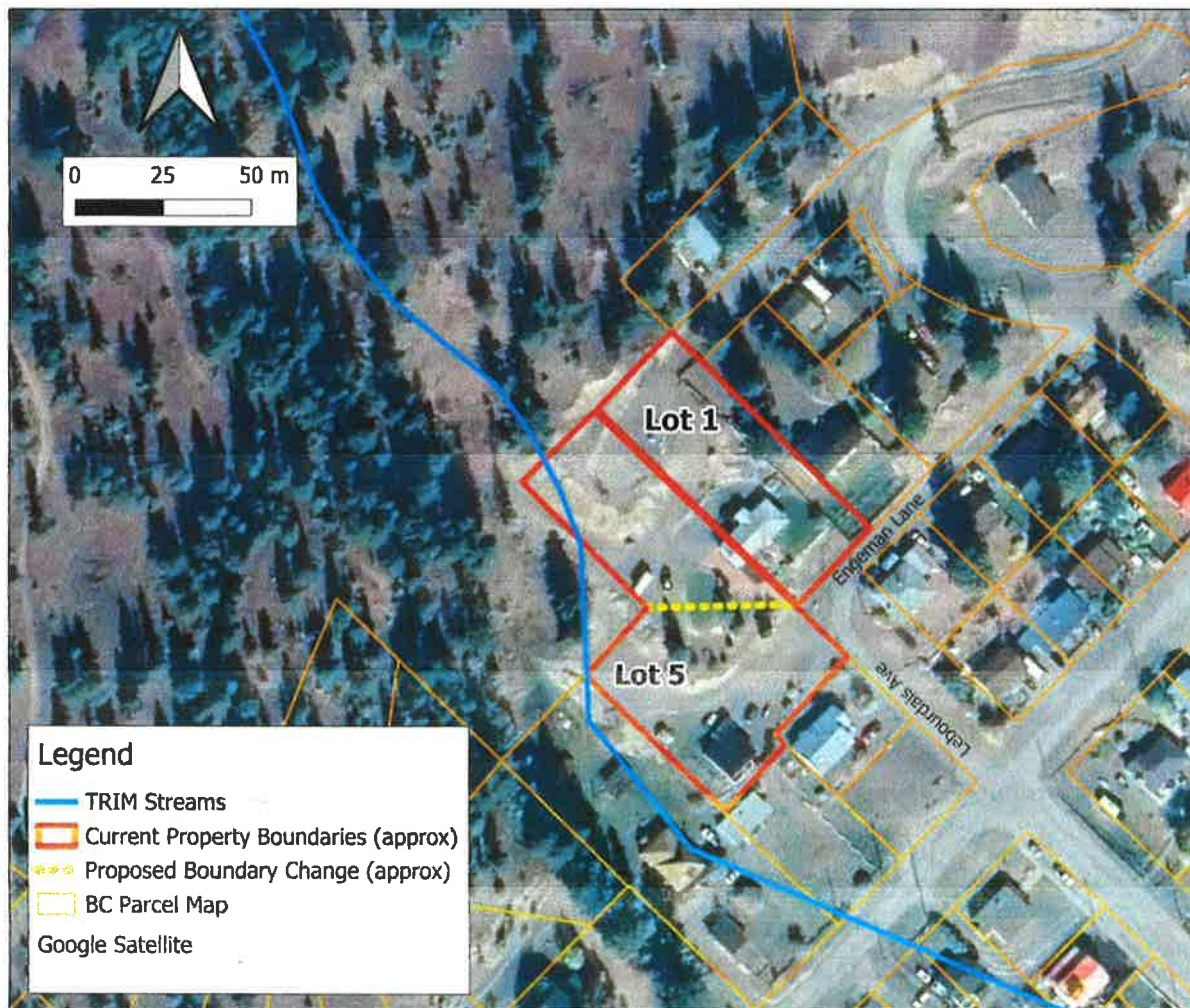 0 25 50 m
Lot 1
Engeman Lane
Lot 5
Lebourdais Ave
Legend
TRIM Streams
Current Property Boundaries (approx)
Proposed Boundary Change (approx)
BC Parcel Map
Google Satellite